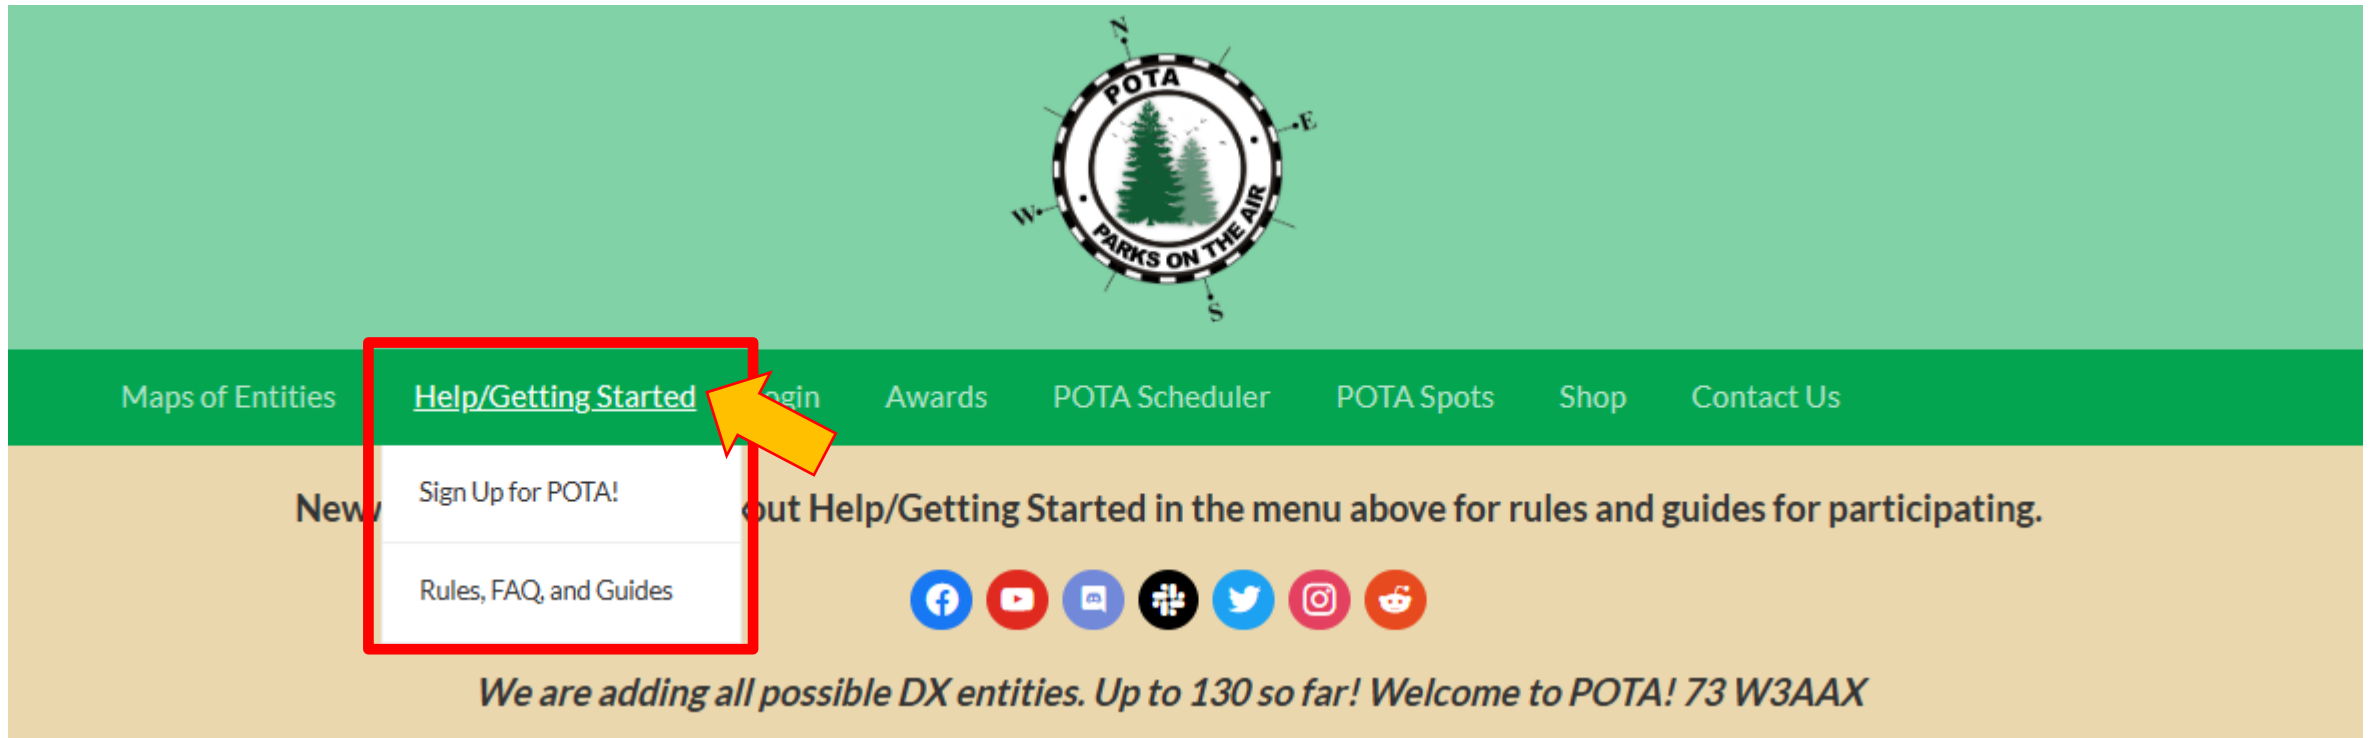 N
POTA
E
W
PARKS ON THE AIR
S
Maps of Entities Help/Getting Started ogin Awards POTA Scheduler POTA Spots Shop Contact Us
Sign Up for POTA!
New out Help/Getting Started in the menu above for rules and guides for participating.
Rules, FAQ, and Guides
We are adding all possible DX entities. Up to 130 so far! Welcome to POTA! 73 W3AAX